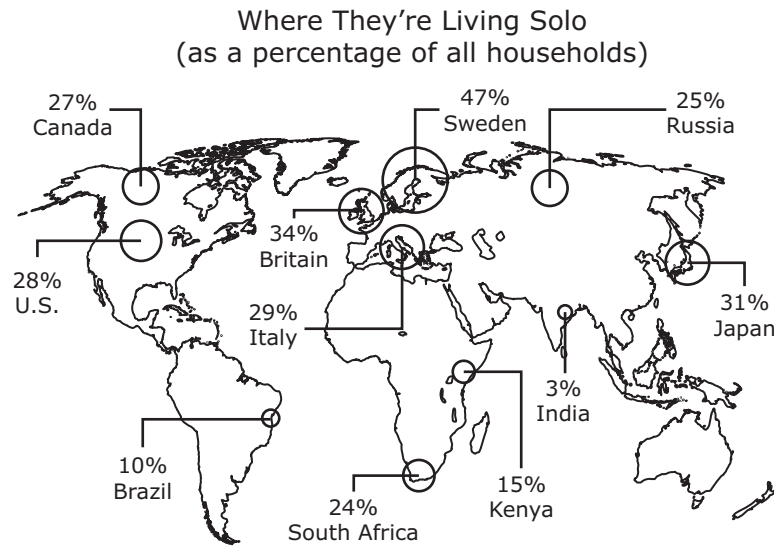 Where They’re Living Solo
(as a percentage of all households)
27%
Canada
47%
Sweden
25%
Russia
34%
Britain
28%
U.S.
29%
Italy
31%
Japan
3%
India
10%
Brazil
24%
South Africa
15%
Kenya